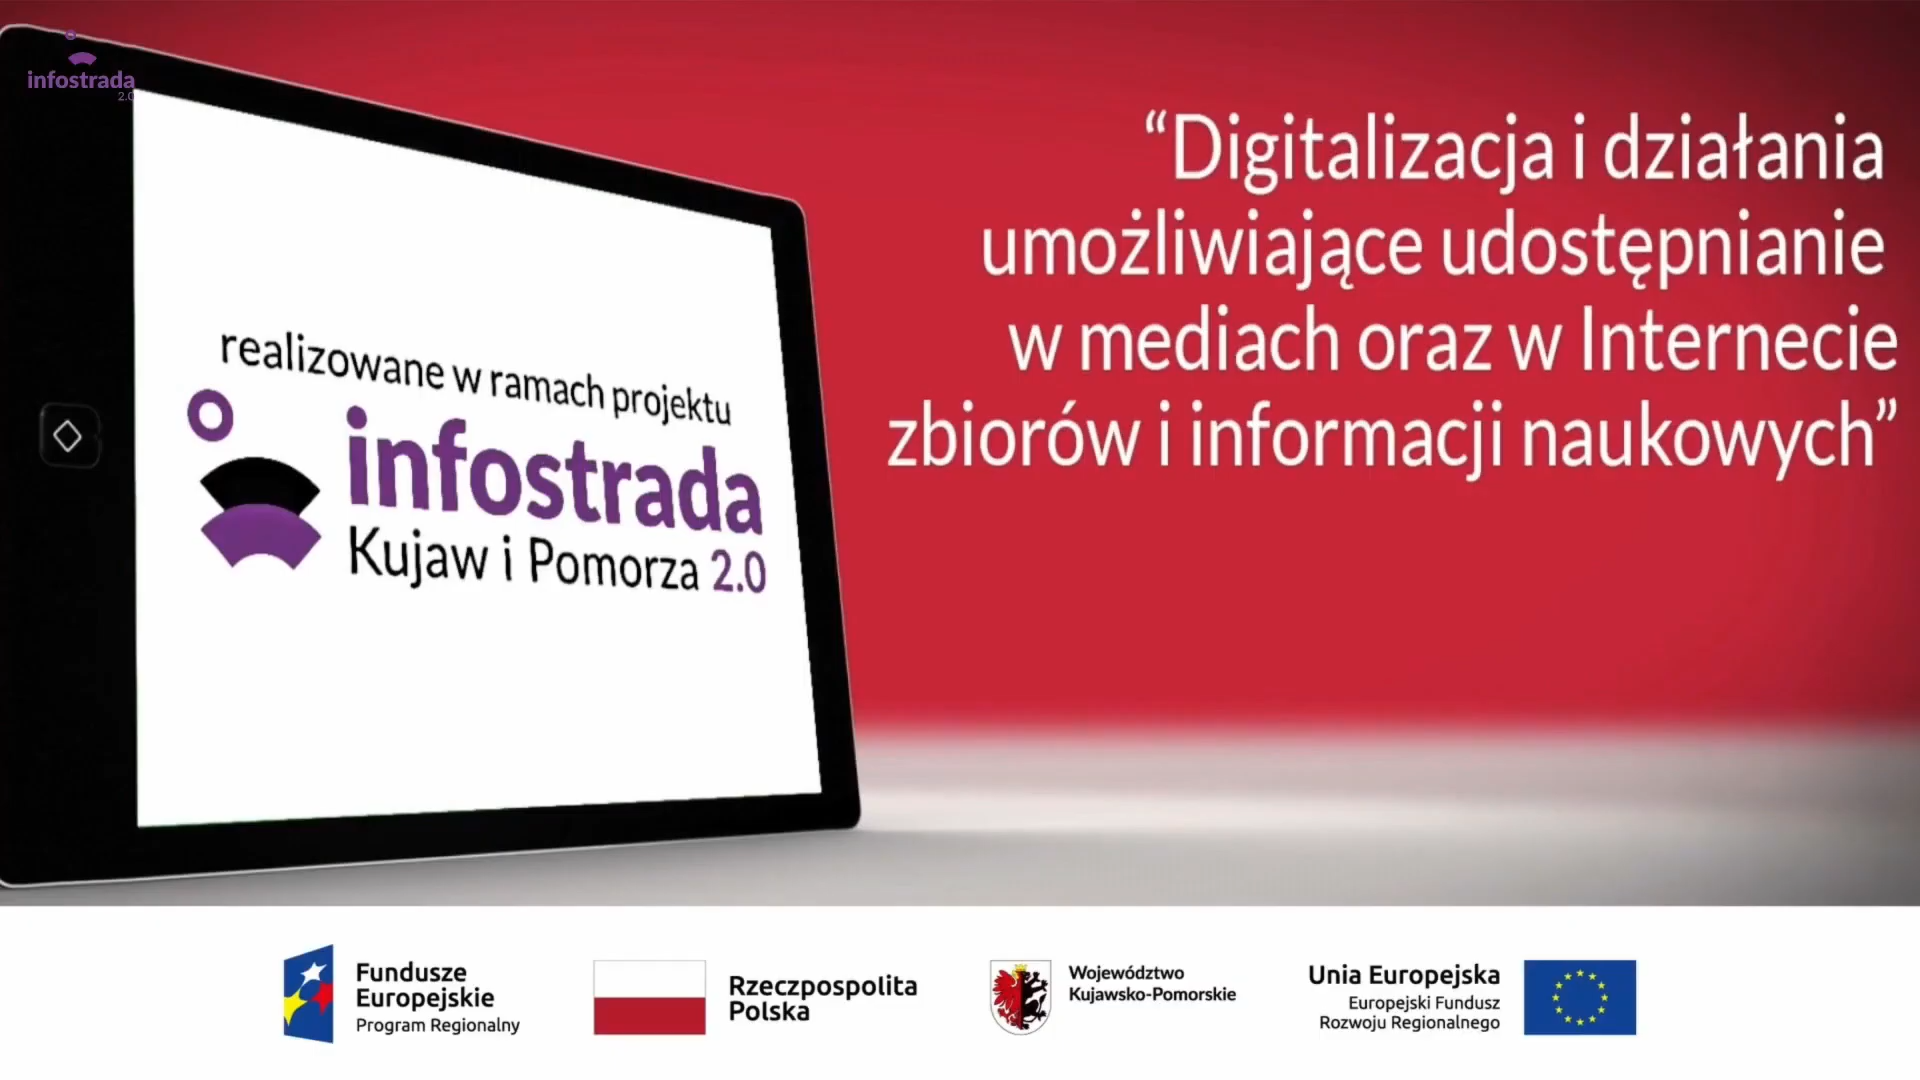 infostrada
2.0
“Digitalizacja i działania
umożliwiające udostępnianie
w mediach oraz w Internecie
zbiorów i informacji naukowych”
realizowane w ramach projektu
infostrada
Kujaw i Pomorza 2.0
Fundusze
Europejskie
Program Regionalny
Rzeczpospolita
Polska
Województwo
Kujawsko-Pomorskie
Unia Europejska
Europejski Fundusz
Rozwoju Regionalnego